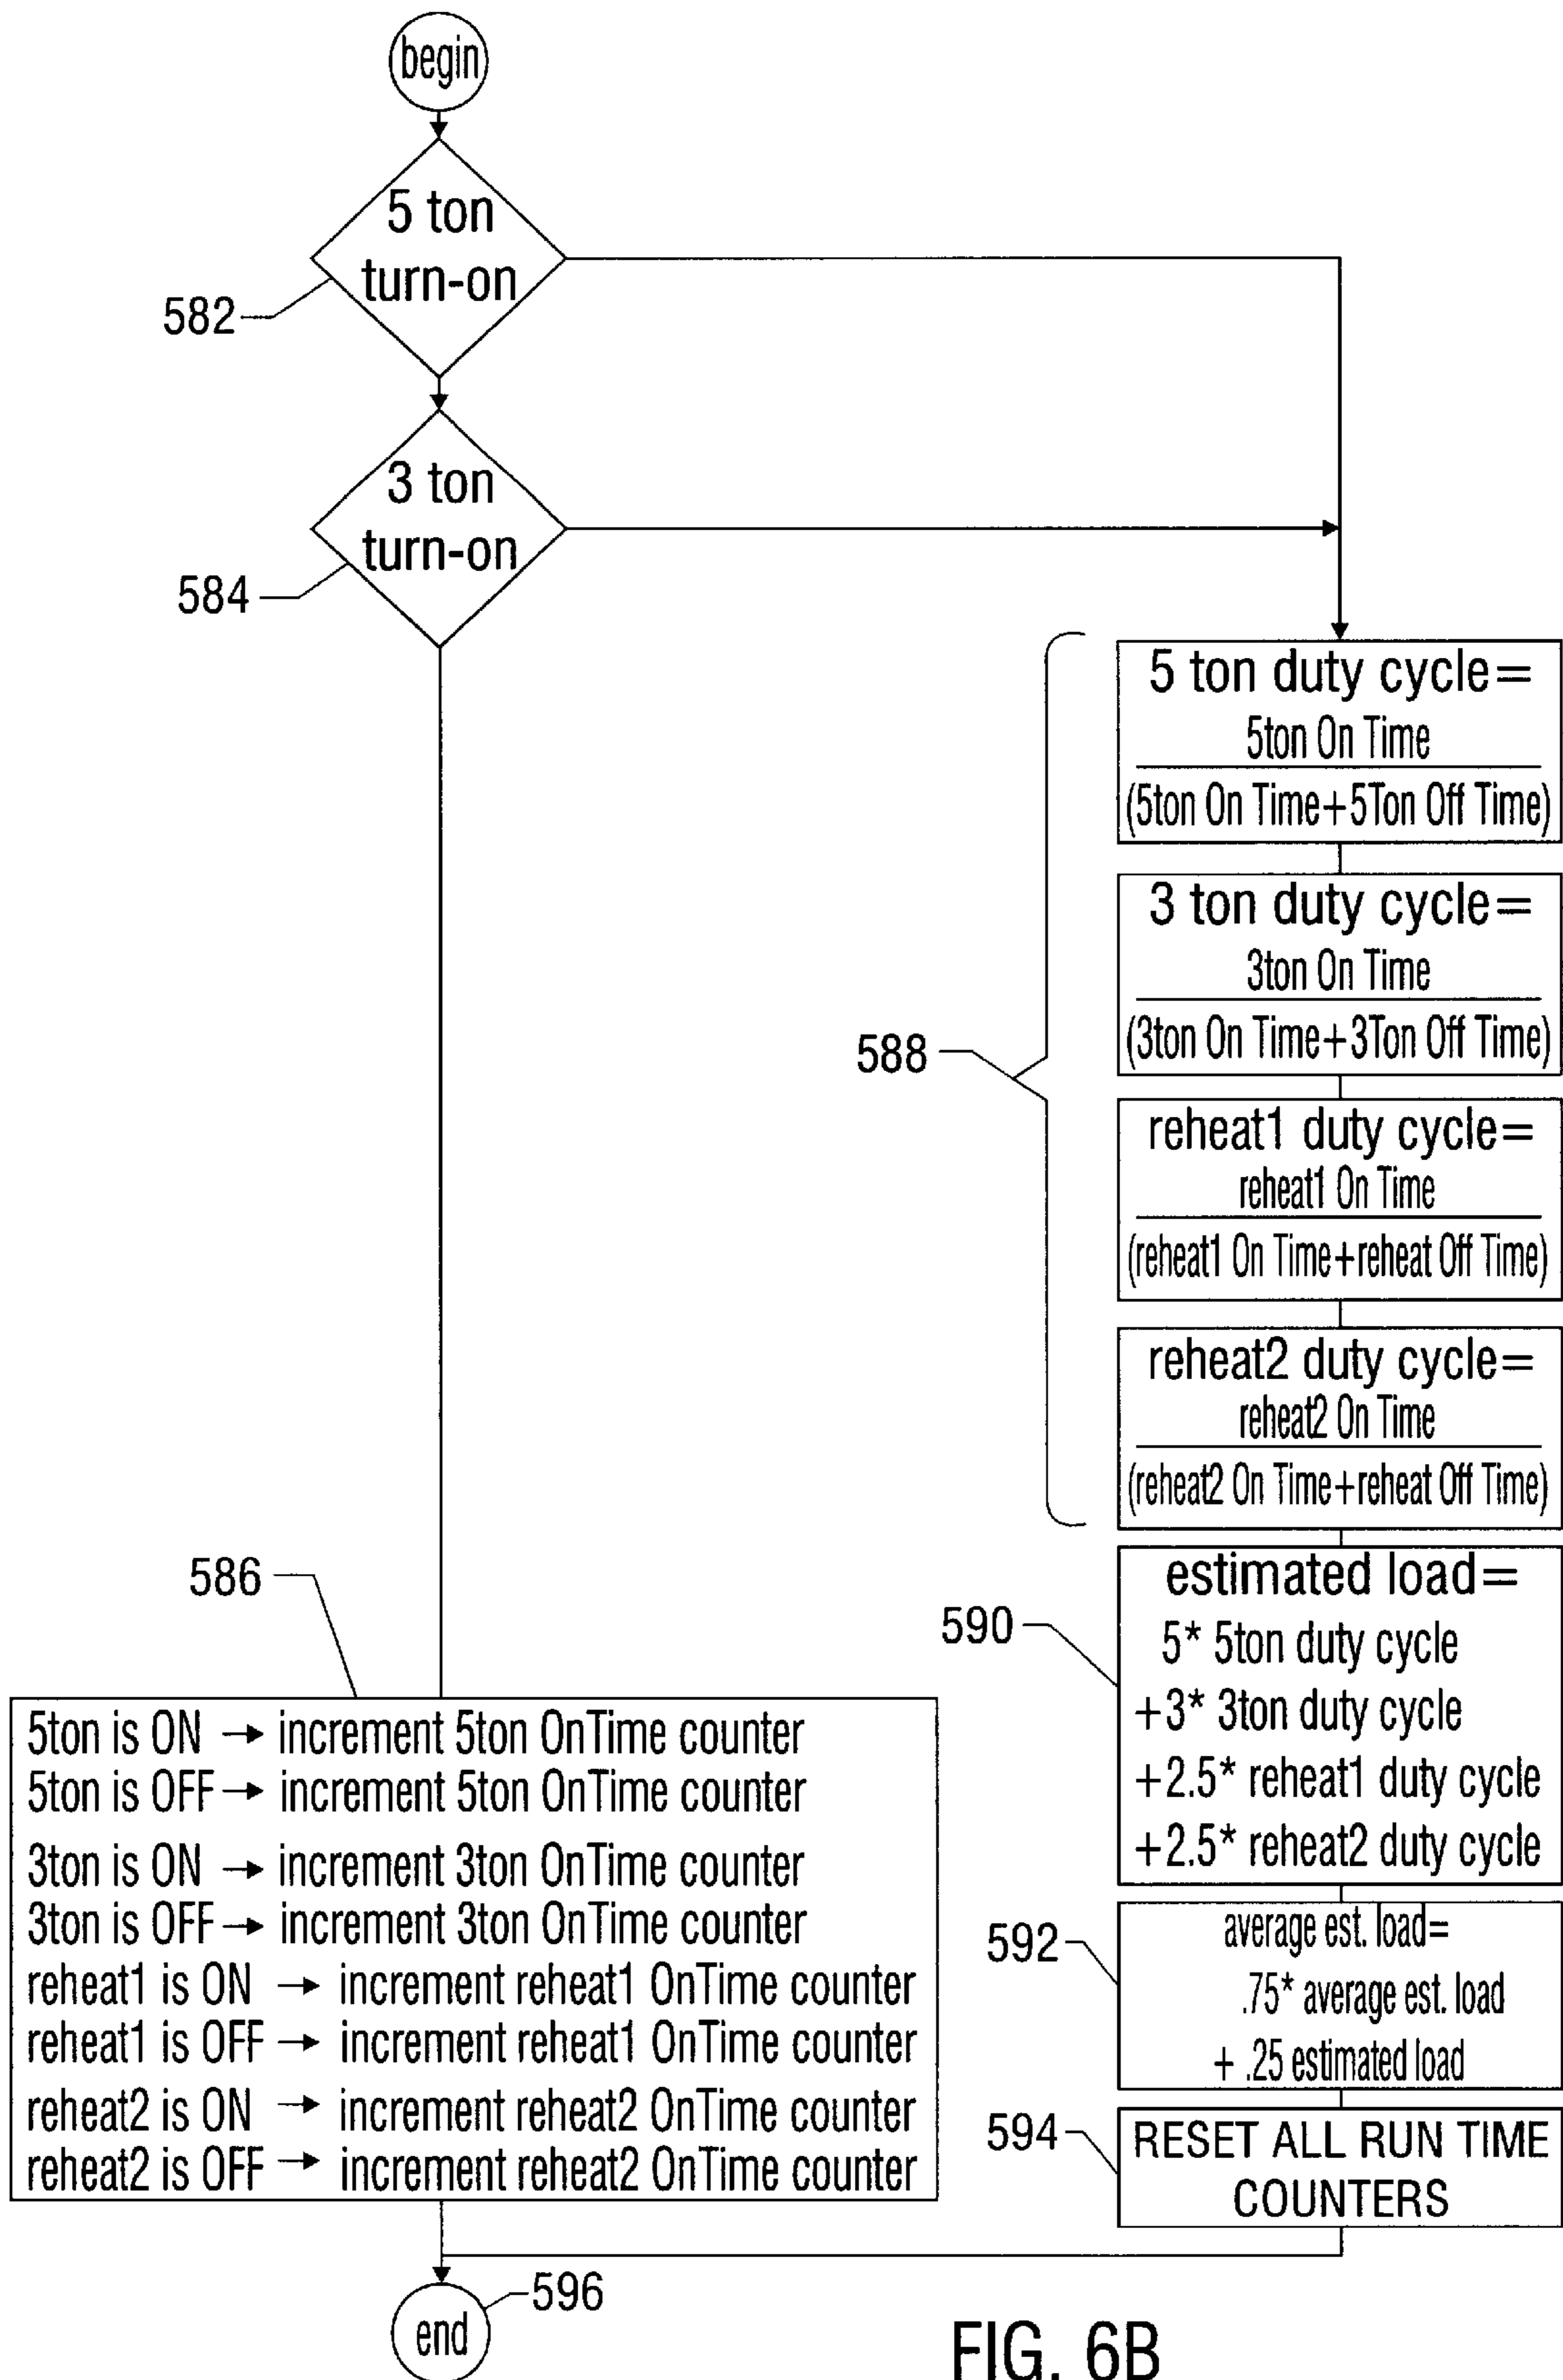 begin
5 ton
turn-on
582
3 ton
turn-on
584
5 ton duty cycle=
5ton On Time
(5ton On Time+5Ton Off Time)
3 ton duty cycle=
3ton On Time
(3ton On Time+3Ton Off Time)
588
reheat1 duty cycle=
reheat1 On Time
(reheat1 On Time+reheat Off Time)
reheat2 duty cycle=
reheat2 On Time
(reheat2 On Time+reheat Off Time)
586
590
estimated load=
5* 5ton duty cycle
+3* 3ton duty cycle
+2.5* reheat1 duty cycle
+2.5* reheat2 duty cycle
5ton is ON → increment 5ton OnTime counter
5ton is OFF → increment 5ton OnTime counter
3ton is ON → increment 3ton OnTime counter
3ton is OFF → increment 3ton OnTime counter
reheat1 is ON → increment reheat1 OnTime counter
reheat1 is OFF → increment reheat1 OnTime counter
reheat2 is ON → increment reheat2 OnTime counter
reheat2 is OFF → increment reheat2 OnTime counter
592
average est. load=
.75* average est. load
+ .25 estimated load
594
RESET ALL RUN TIME
COUNTERS
596
end
FIG. 6B